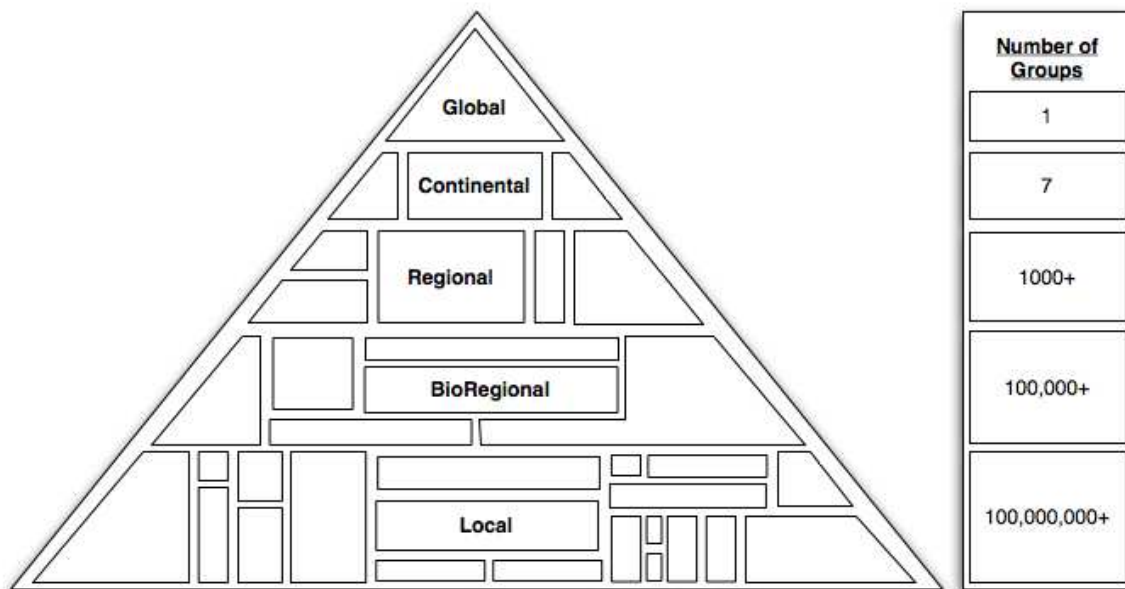 Number of
Groups
Global
1
Continental
7
Regional
1000+
BioRegional
100,000+
Local
100,000,000+